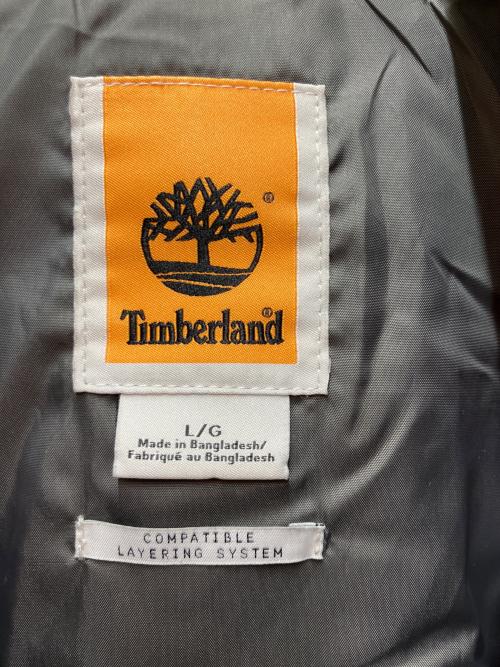 ®
Timberland®
L/G
Made in Bangladesh/
Fabriqué au Bangladesh
COMPATIBLE
LAYERING SYSTEM